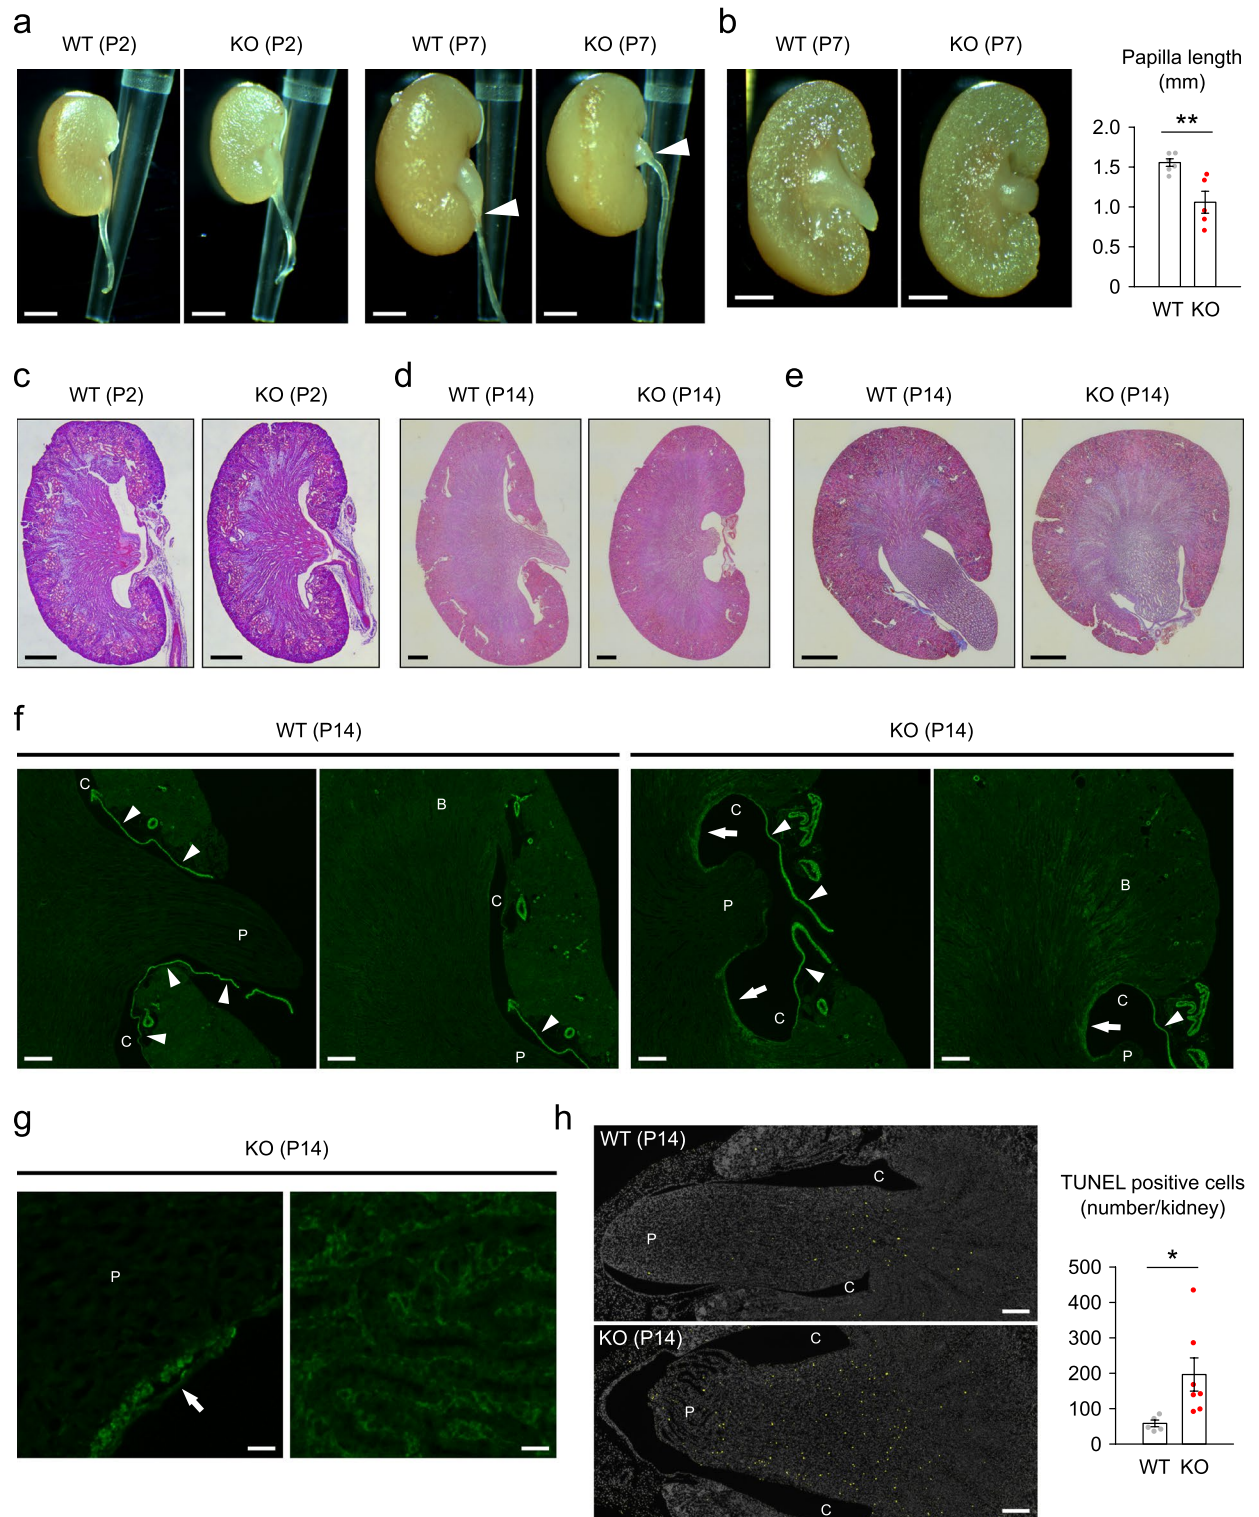 a
WT (P2)
KO (P2)
WT (P7)
KO (P7)
b
WT (P7)
KO (P7)
Papilla length
(mm)
**
2.0
1.5
1.0
0.5
0
WT KO
c
WT (P2)
KO (P2)
d
WT (P14)
KO (P14)
e
WT (P14)
KO (P14)
f
WT (P14)
KO (P14)
C
P
C
B
C
P
C
P
C
B
C
P
g
KO (P14)
P
h
WT (P14)
C
P
C
KO (P14)
C
P
C
TUNEL positive cells
(number/kidney)
*
500
400
300
200
100
0
WT KO